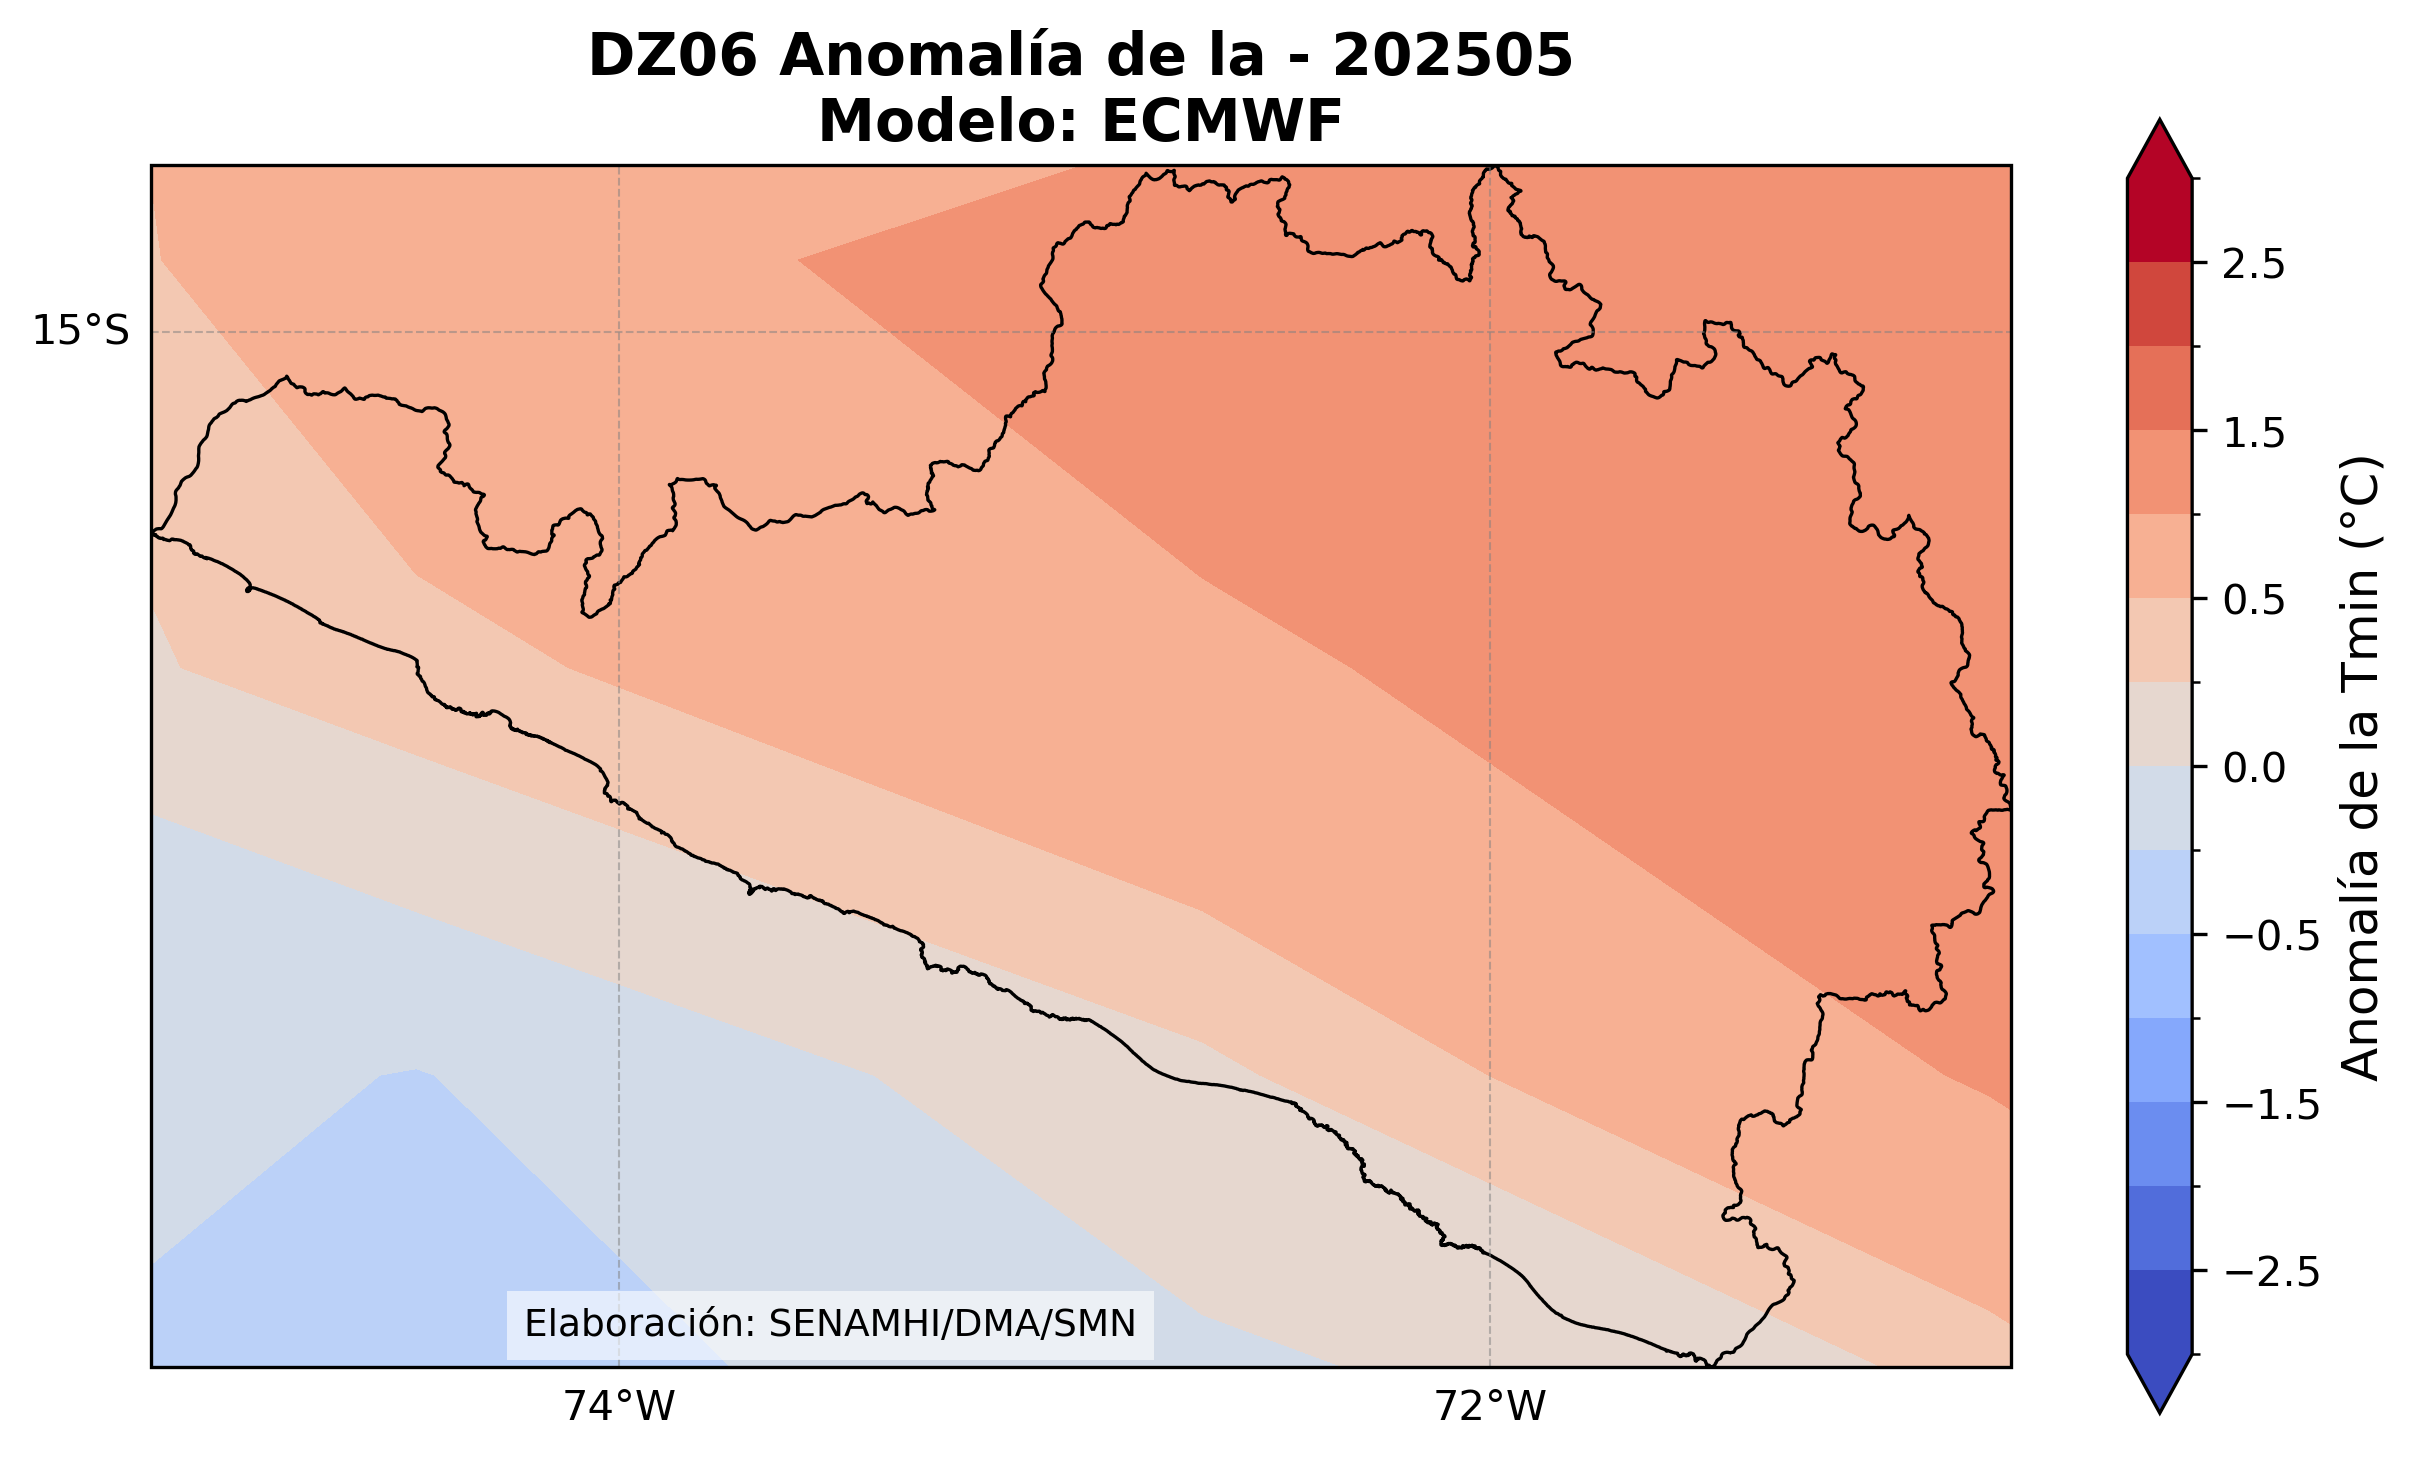 DZ06 Anomalía de la - 202505
Modelo: ECMWF
15°S
74°W
72°W
Elaboración: SENAMHI/DMA/SMN
2.5
1.5
0.5
0.0
−0.5
−1.5
−2.5
Anomalía de la Tmin (°C)